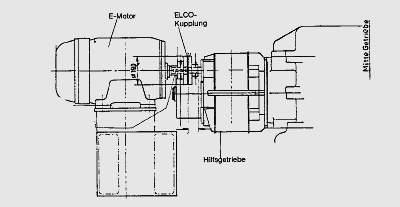 E-Motor
ELCO-
Kupplung
Mitte Getriebe
Hilfsgetriebe